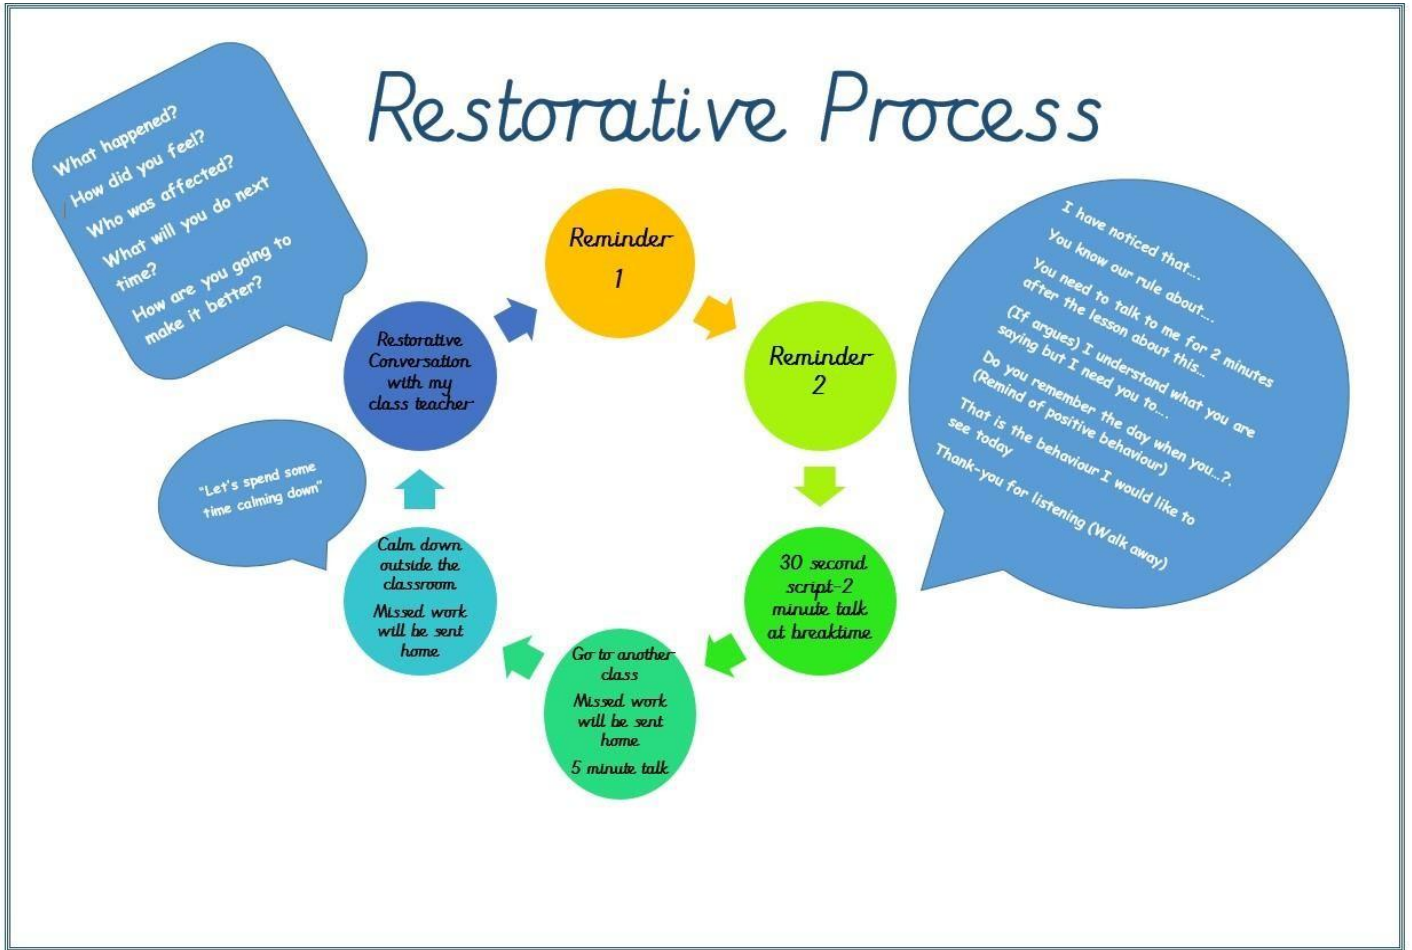 Restorative Process
What happened?
How did you feel?
Who was affected?
What will you do next
time?
How are you going to
make it better?
Reminder
1
Reminder
2
I have noticed that....
You know our rule about....
You need to talk to me for 2 minutes
after the lesson about this...
(If argues) I understand what you are
saying but I need you to....
Do you remember the day when you...?.
(Remind of positive behaviour)
That is the behaviour I would like to
see today
Thank-you for listening (Walk away)
30 second
script-2
minute talk
at breaktime
Go to another
class
Missed work
will be sent
home
5 minute talk
Calm down
outside the
classroom
Missed work
will be sent
home
"Let's spend some
time calming down"
Restorative
Conversation
with my
class teacher